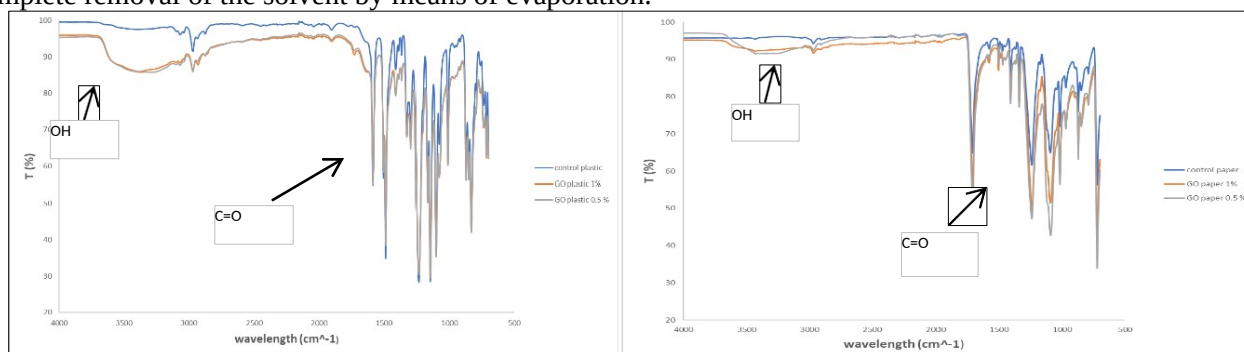 mplete removal of the solvent by means of evaporation.
100
90
80
70
60
50
40
30
20
T (%)
OH
C=O
4000 3500 3000 2500 2000 1500 1000 500
wavelength (cm^-1)
control plastic
GO plastic 1%
GO plastic 0.5 %
100
90
80
70
60
50
40
30
20
T (%)
OH
C=O
4000 3500 3000 2500 2000 1500 1000 500
wavelength (cm^-1)
control paper
GO paper 1%
GO paper 0.5 %